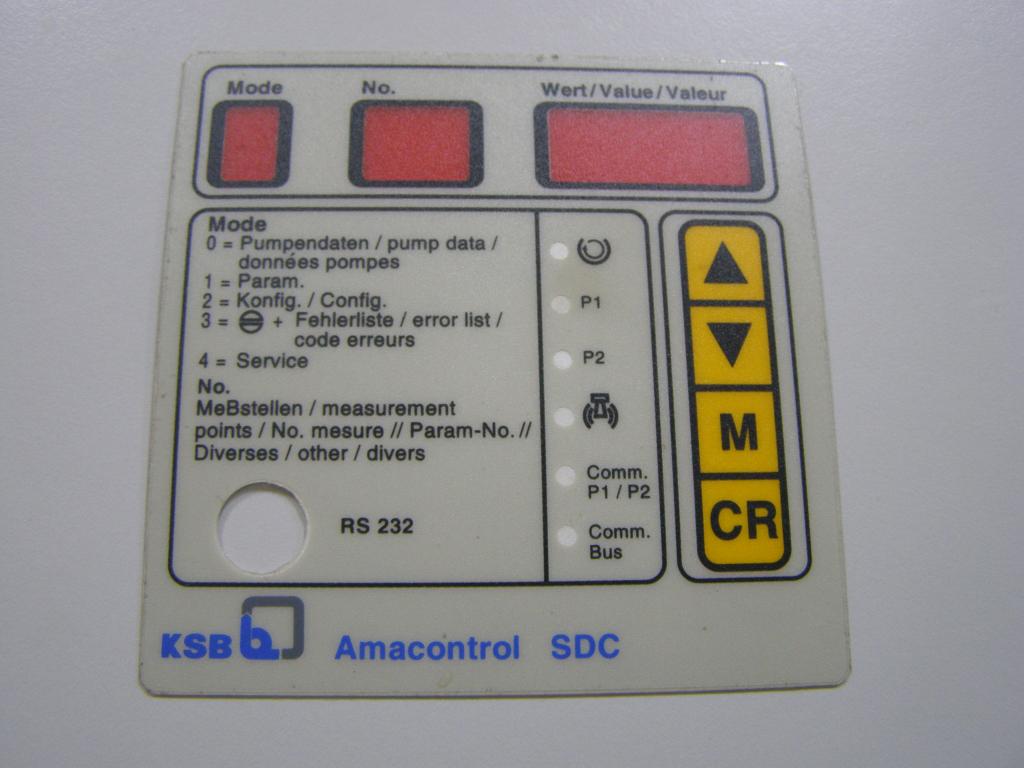 Mode
No.
Wert/Value/Valeur
Mode
0 = Pumpendaten / pump data /
données pompes
1 = Param.
2 = Konfig. / Config.
3 = + Fehlerliste / error list /
code erreurs
4 = Service
No.
MeBstellen / measurement
points / No. mesure // Param-No. //
Diverses / other / divers
RS 232
P1
P2
Comm.
P1 / P2
Comm.
Bus
M
CR
KSB b
Amacontrol SDC